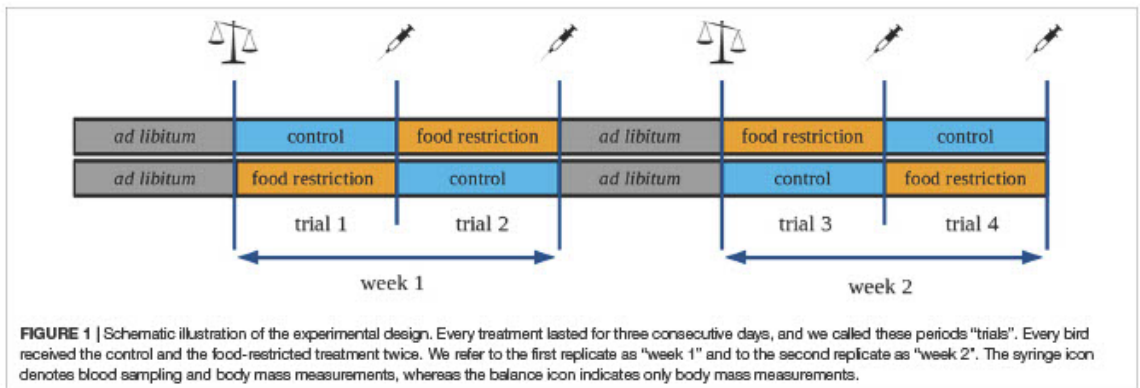 ad libitum control food restriction ad libitum food restriction control
ad libitum food restriction control ad libitum control food restriction
trial 1 trial 2 trial 3 trial 4
week 1 week 2
FIGURE 1 | Schematic illustration of the experimental design. Every treatment lasted for three consecutive days, and we called these periods “trials”. Every bird
received the control and the food-restricted treatment twice. We refer to the first replicate as “week 1” and to the second replicate as “week 2”. The syringe icon
denotes blood sampling and body mass measurements, whereas the balance icon indicates only body mass measurements.